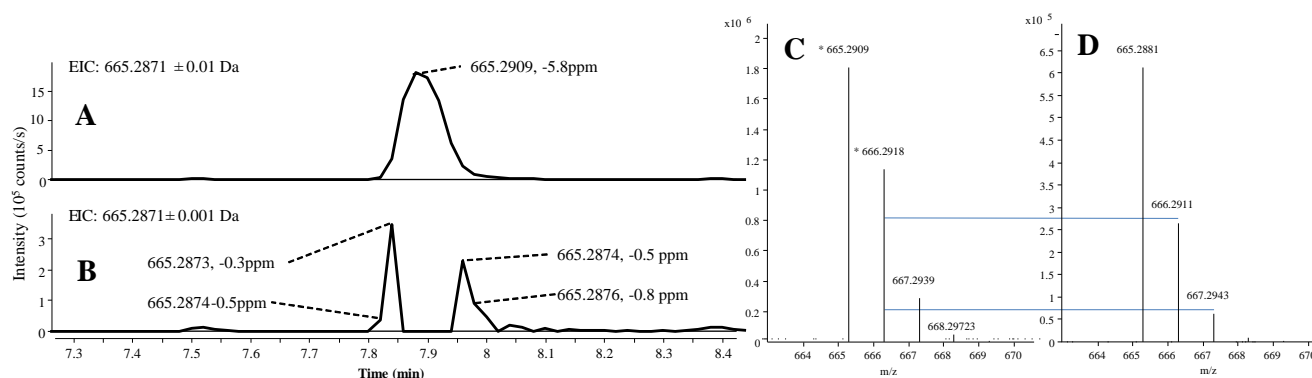 EIC: 665.2871 ±0.01 Da
665.2909, -5.8ppm
A
15
10
5
0
EIC: 665.2871± 0.001 Da
665.2873, -0.3ppm
665.2874-0.5ppm
665.2874, -0.5 ppm
665.2876, -0.8 ppm
B
3
2
1
0
Intensity (10⁵ counts/s)
7.3 7.4 7.5 7.6 7.7 7.8 7.9 8 8.1 8.2 8.3 8.4
Time (min)
x10 ⁶
C
* 665.2909
* 666.2918
667.2939
668.29723
2
1.8
1.6
1.4
1.2
1
0.8
0.6
0.4
0.2
0
664 665 666 667 668 669 670
m/z
x10 ⁵
D
665.2881
666.2911
667.2943
6.5
6
5.5
5
4.5
4
3.5
3
2.5
2
1.5
1
0.5
0
664 665 666 667 668 669 67
m/z